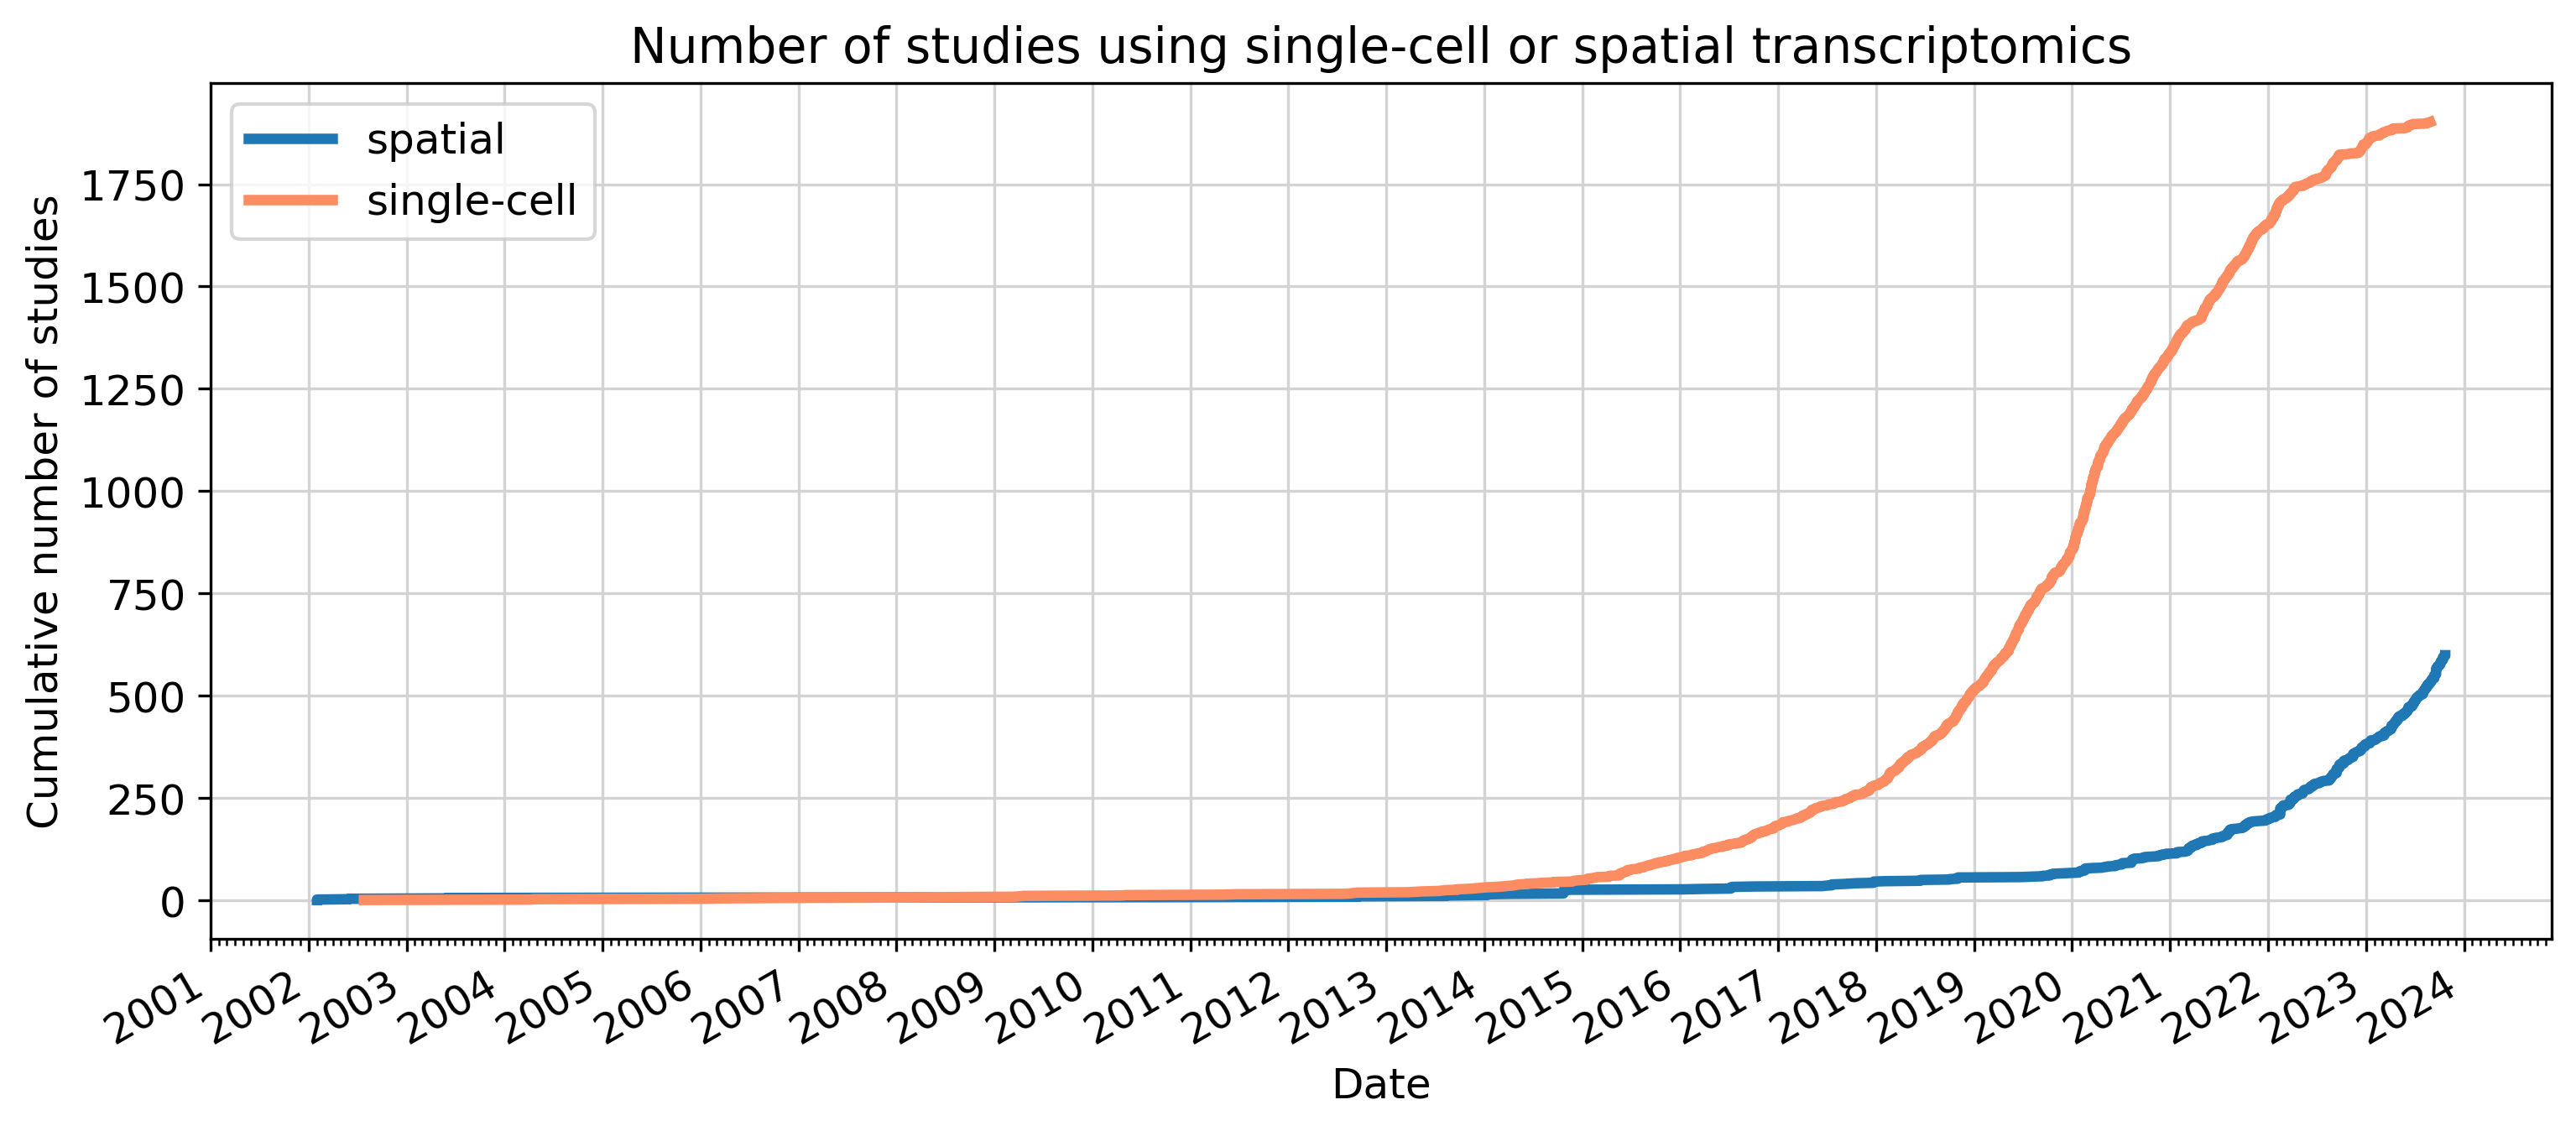 Number of studies using single-cell or spatial transcriptomics
spatial
single-cell
Cumulative number of studies
1750
1500
1250
1000
750
500
250
0
2001 2002 2003 2004 2005 2006 2007 2008 2009 2010 2011 2012 2013 2014 2015 2016 2017 2018 2019 2020 2021 2022 2023 2024
Date